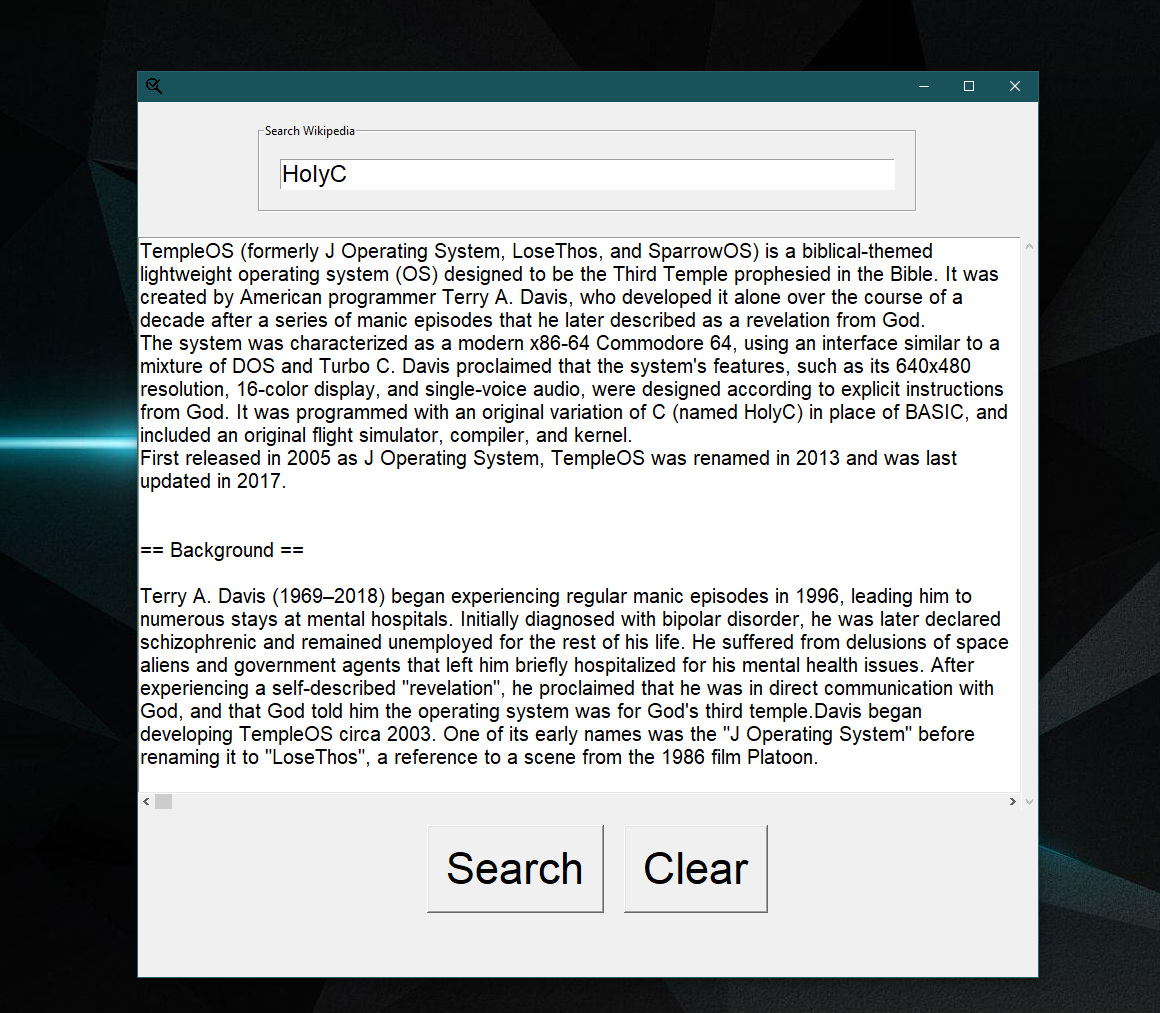 Search Wikipedia
HolyC
TempleOS (formerly J Operating System, LoseThos, and SparrowOS) is a biblical-themed
lightweight operating system (OS) designed to be the Third Temple prophesied in the Bible. It was
created by American programmer Terry A. Davis, who developed it alone over the course of a
decade after a series of manic episodes that he later described as a revelation from God.
The system was characterized as a modern x86-64 Commodore 64, using an interface similar to a
mixture of DOS and Turbo C. Davis proclaimed that the system's features, such as its 640x480
resolution, 16-color display, and single-voice audio, were designed according to explicit instructions
from God. It was programmed with an original variation of C (named HolyC) in place of BASIC, and
included an original flight simulator, compiler, and kernel.
First released in 2005 as J Operating System, TempleOS was renamed in 2013 and was last
updated in 2017.
== Background ==
Terry A. Davis (1969–2018) began experiencing regular manic episodes in 1996, leading him to
numerous stays at mental hospitals. Initially diagnosed with bipolar disorder, he was later declared
schizophrenic and remained unemployed for the rest of his life. He suffered from delusions of space
aliens and government agents that left him briefly hospitalized for his mental health issues. After
experiencing a self-described "revelation", he proclaimed that he was in direct communication with
God, and that God told him the operating system was for God's third temple.Davis began
developing TempleOS circa 2003. One of its early names was the "J Operating System" before
renaming it to "LoseThos", a reference to a scene from the 1986 film Platoon.
Search Clear